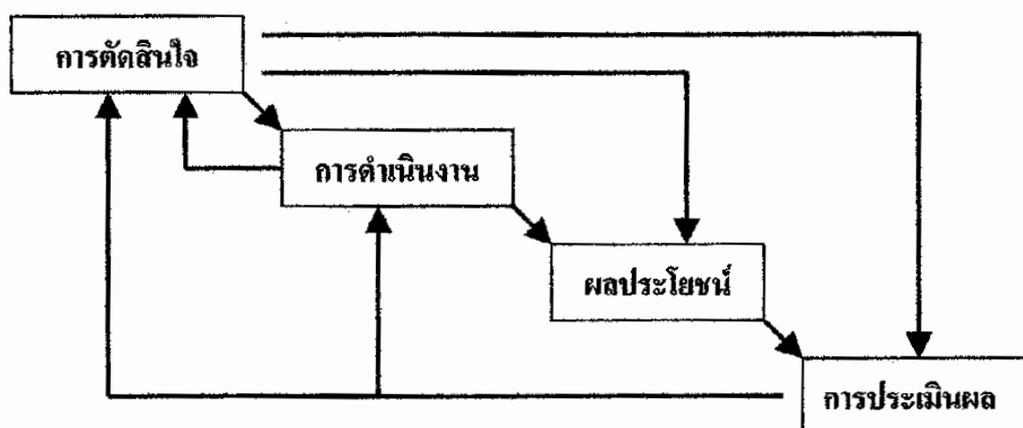 การตัดสินใจ
การดำเนินงาน
ผลประโยชน์
การประเมินผล